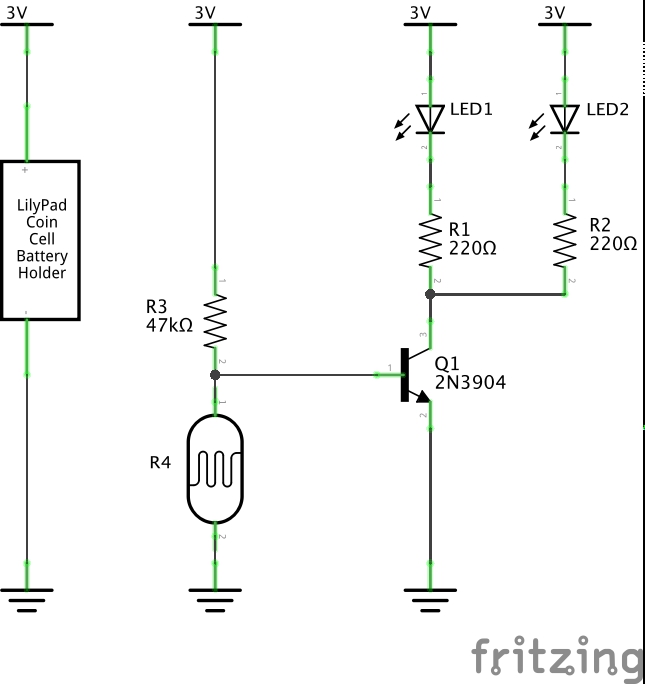 3V
3V
3V
3V
LED1
LED2
1
2
1
2
+
LilyPad
Coin
Cell
Battery
Holder
-
R1
220Ω
1
2
R2
220Ω
1
2
R3
47kΩ
1
2
Q1
2N3904
1
3
2
R4
1
2
fritzing